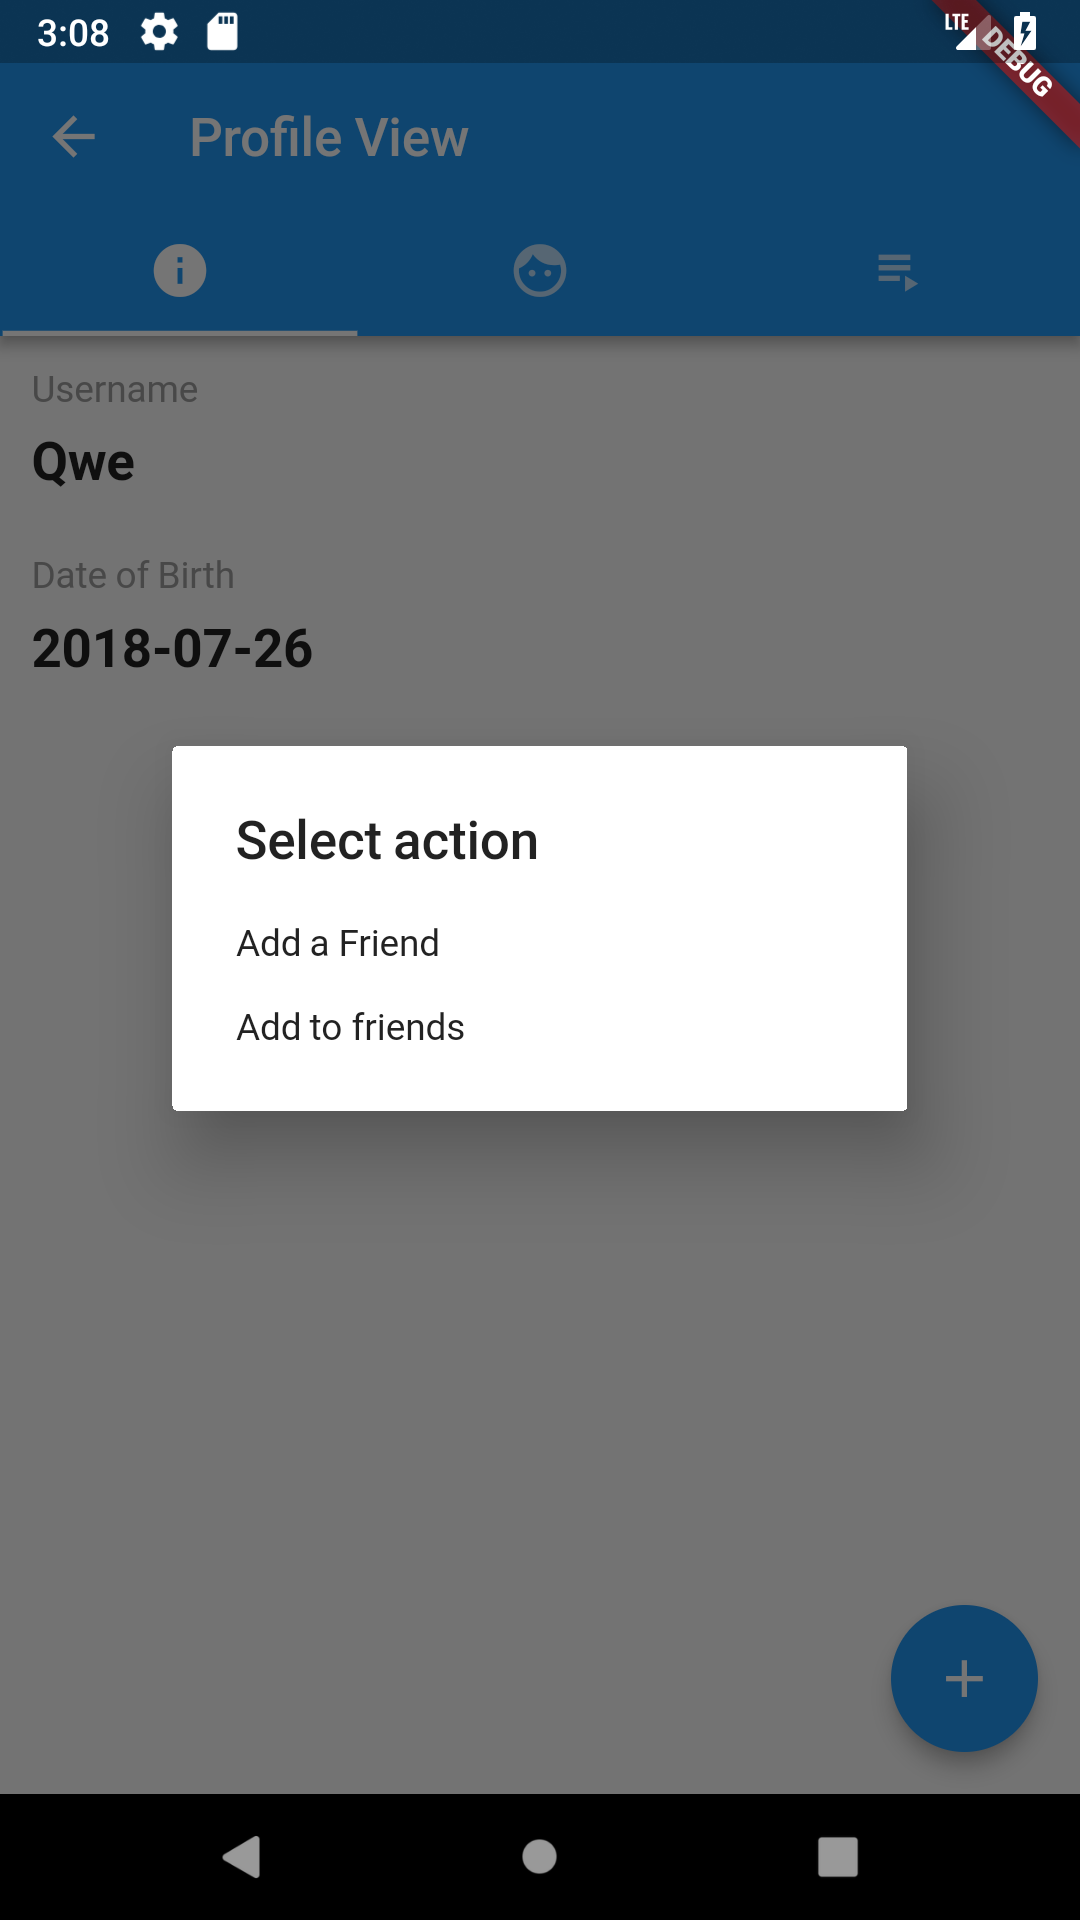 3:08
LTE
DEBUG
Profile View
Username
Qwe
Date of Birth
2018-07-26
Select action
Add a Friend
Add to friends